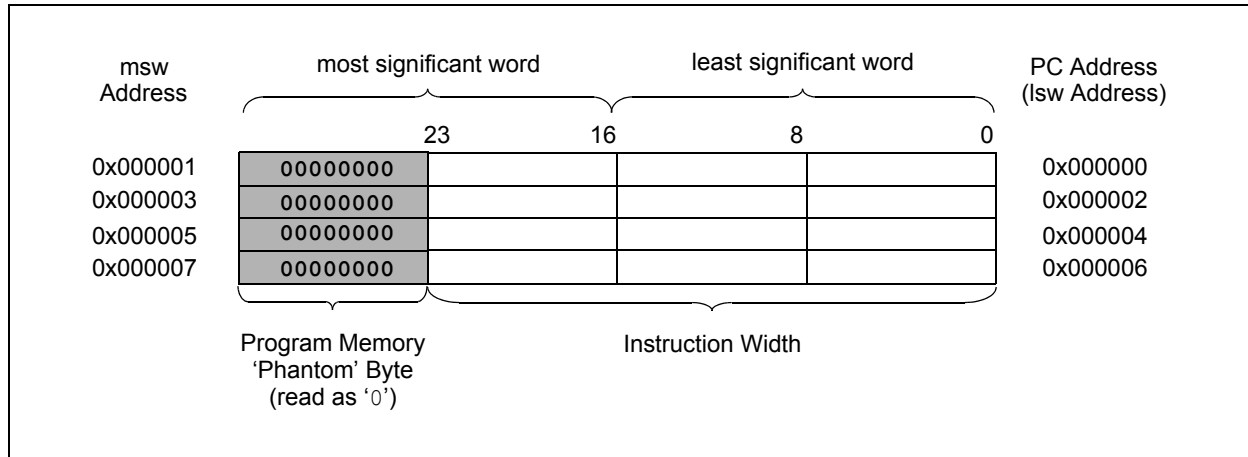 msw
Address
most significant word
least significant word
PC Address
(lsw Address)
23 16 8 0
0x000001 00000000 0x000000
0x000003 00000000 0x000002
0x000005 00000000 0x000004
0x000007 00000000 0x000006
Program Memory
‘Phantom’ Byte
(read as ‘0’)
Instruction Width